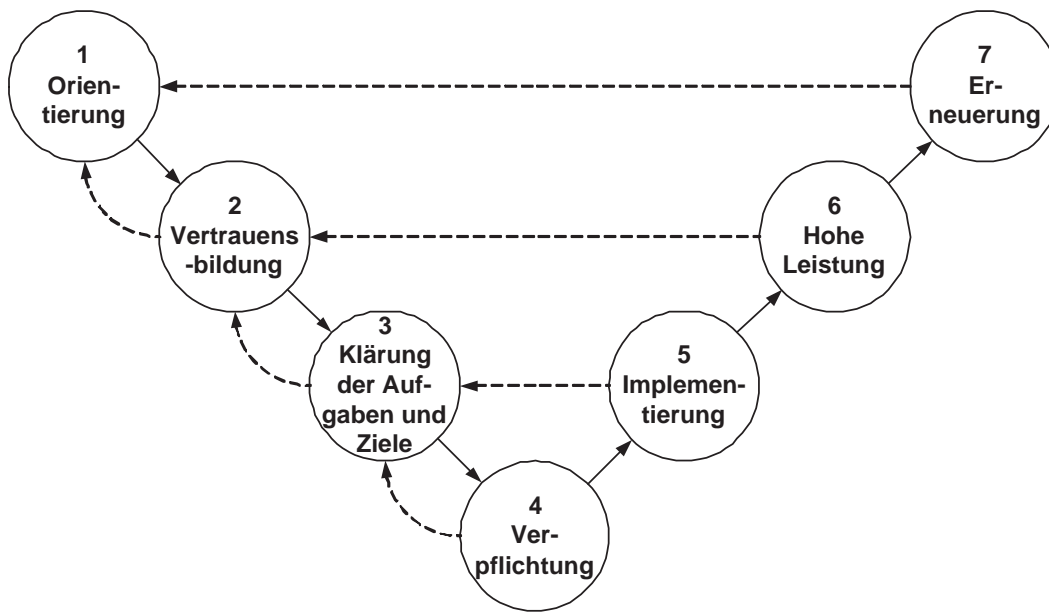 1
Orien-
tierung
2
Vertrauens
-bildung
3
Klärung
der Auf-
gaben und
Ziele
4
Ver-
pflichtung
5
Implemen-
tierung
6
Hohe
Leistung
7
Er-
neuerung